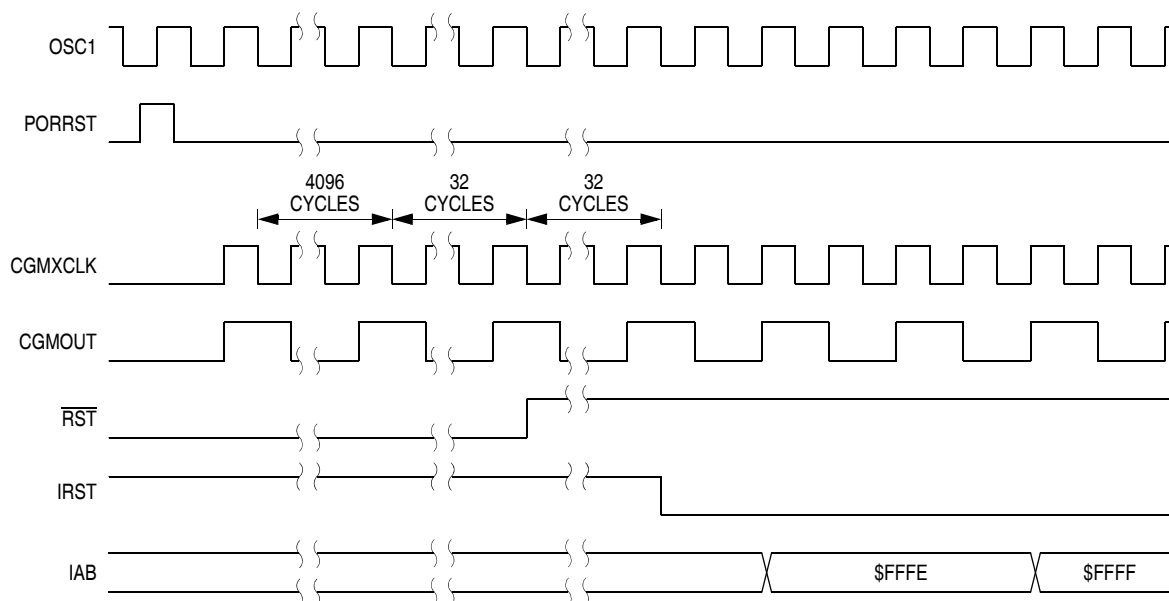 OSC1
PORRST
4096
CYCLES
32
CYCLES
32
CYCLES
CGMXCLK
CGMOUT
RST
IRST
IAB
$FFFE
$FFFF